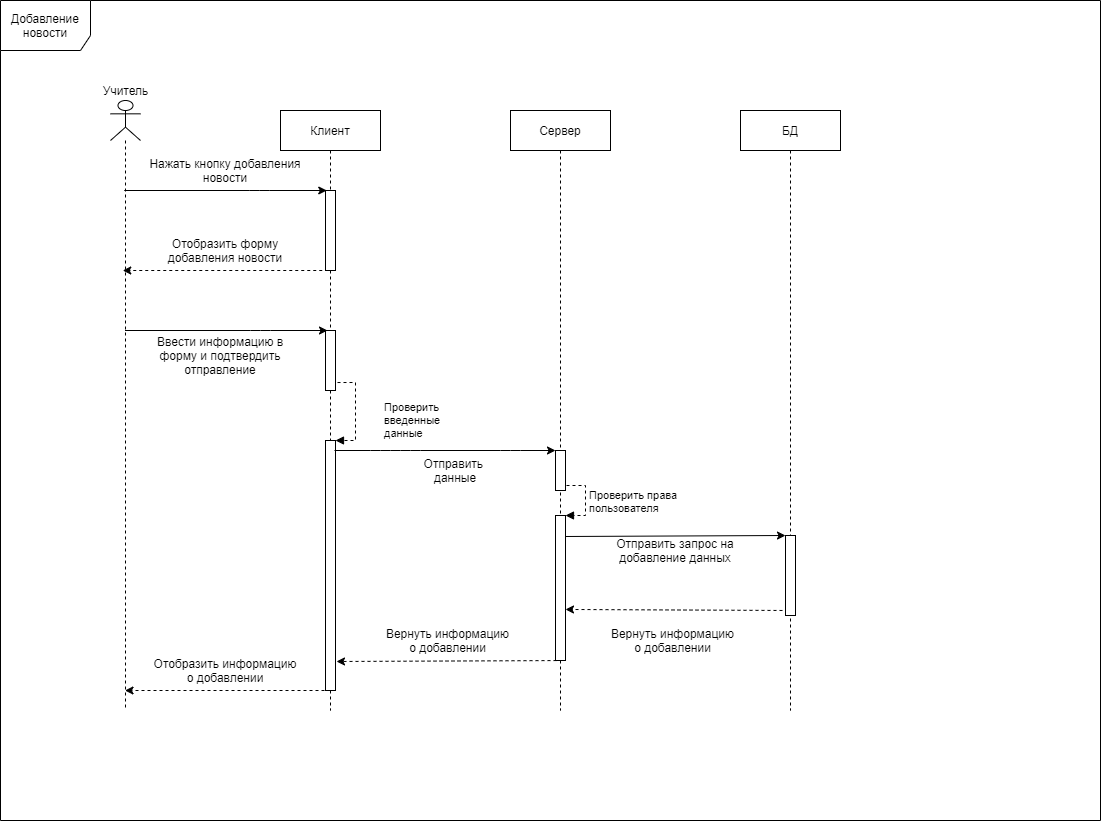 Добавление
новости
Учитель
Клиент
Сервер
БД
Нажать кнопку добавления
новости
Отобразить форму
добавления новости
Ввести информацию в
форму и подтвердить
отправление
Проверить
введенные
данные
Отправить
данные
Проверить права
пользователя
Отправить запрос на
добавление данных
Вернуть информацию
о добавлении
Вернуть информацию
о добавлении
Отобразить информацию
о добавлении